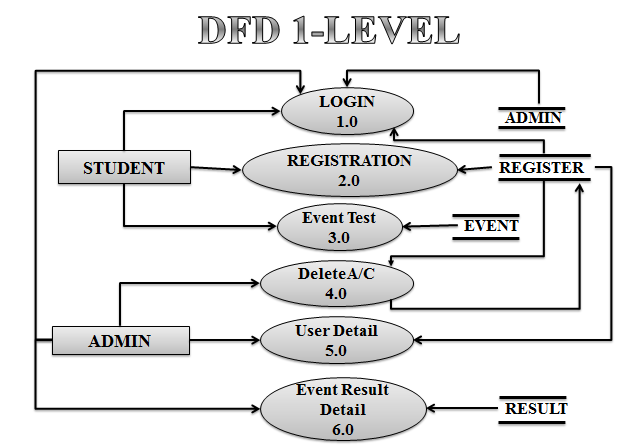 DFD 1-LEVEL
LOGIN
1.0
ADMIN
STUDENT
REGISTRATION
2.0
REGISTER
Event Test
3.0
EVENT
DeleteA/C
4.0
ADMIN
User Detail
5.0
Event Result
Detail
6.0
RESULT